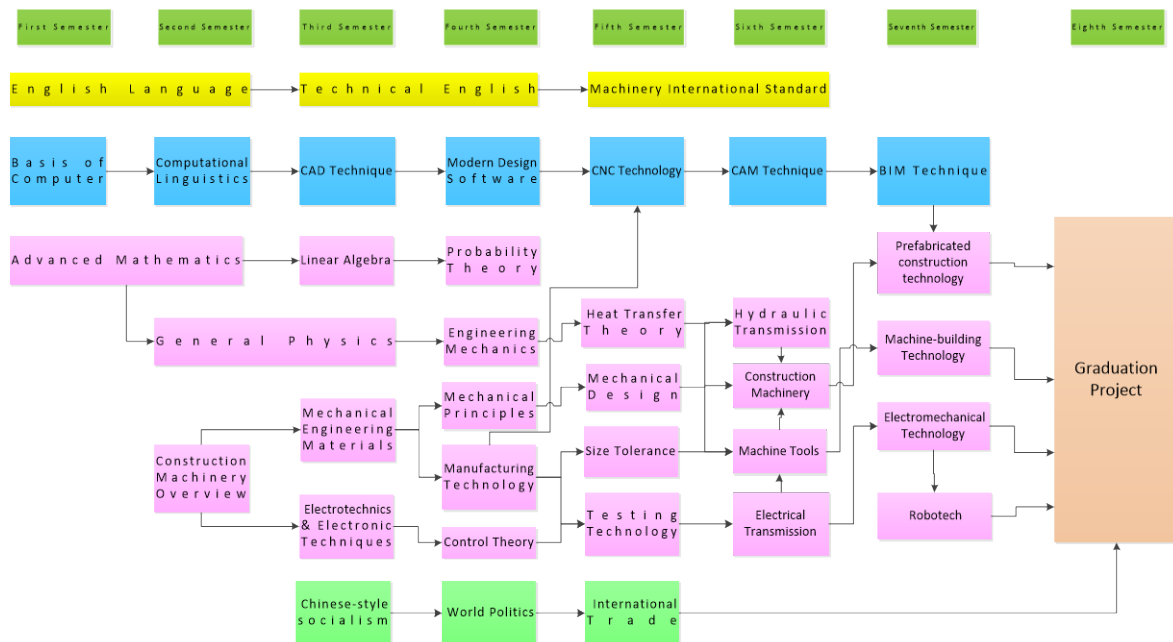 First Semester
Second Semester
Third Semester
Fourth Semester
Fifth Semester
Sixth Semester
Seventh Semester
Eighth Semester
English Language
Technical English
Machinery International Standard
Basis of
Computer
Computational
Linguistics
CAD Technique
Modern Design
Software
CNC Technology
CAM Technique
BIM Technique
Advanced Mathematics
Linear Algebra
Probability
Theory
Prefabricated
construction
technology
General Physics
Engineering
Mechanics
Heat Transfer
Theory
Hydraulic
Transmission
Machine-building
Technology
Construction
Machinery Overview
Mechanical
Engineering
Materials
Mechanical
Principles
Mechanical
Design
Construction
Machinery
Manufacturing
Technology
Size Tolerance
Machine Tools
Electromechanical
Technology
Electrotechnics
& Electronic
Techniques
Control Theory
Testing
Technology
Electrical
Transmission
Robotech
Graduation
Project
Chinese-style
socialism
World Politics
International
Trade